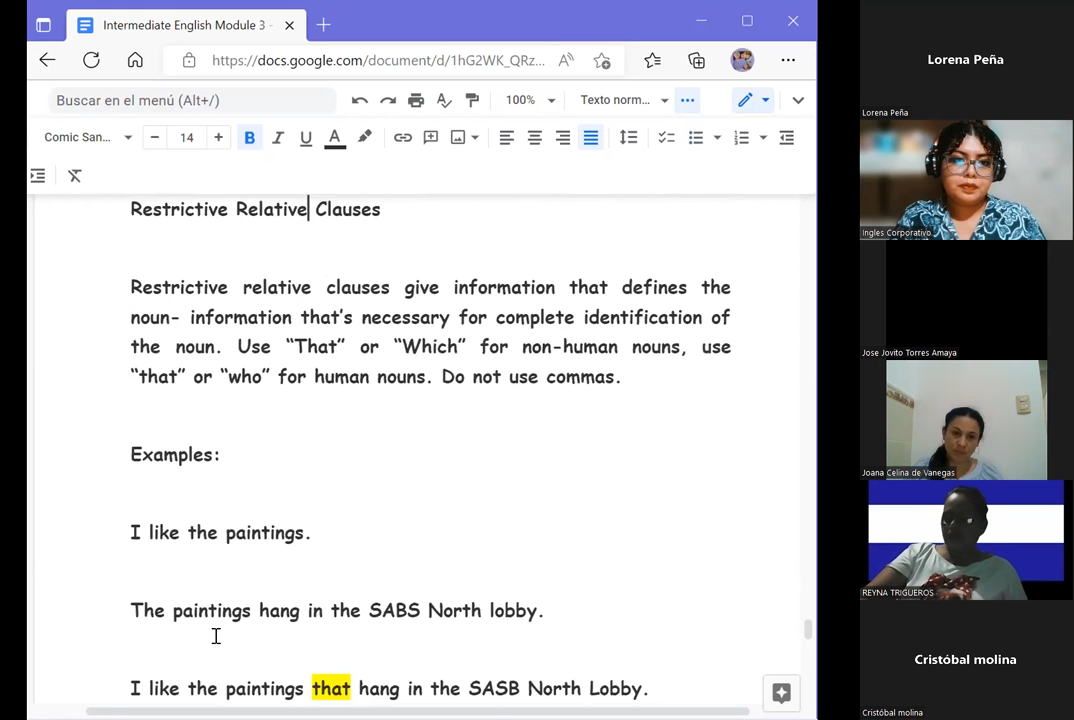 Intermediate English Module 3 -
https://docs.google.com/document/d/1hG2WK_QRz...
Buscar en el menú (Alt+/)
100%
Texto norm...
Comic San...
14
B
I
U
A
Restrictive Relative Clauses
Restrictive relative clauses give information that defines the
noun- information that's necessary for complete identification of
the noun. Use “That” or “Which” for non-human nouns, use
“that” or “who” for human nouns. Do not use commas.
Examples:
I like the paintings.
The paintings hang in the SABS North lobby.
I like the paintings that hang in the SASB North Lobby.
Lorena Peña
Lorena Peña
Ingles Corporativo
Jose Jovito Torres Amaya
Joana Celina de Vanegas
REYNA TRIGUEROS
Cristóbal molina
Cristóbal molina